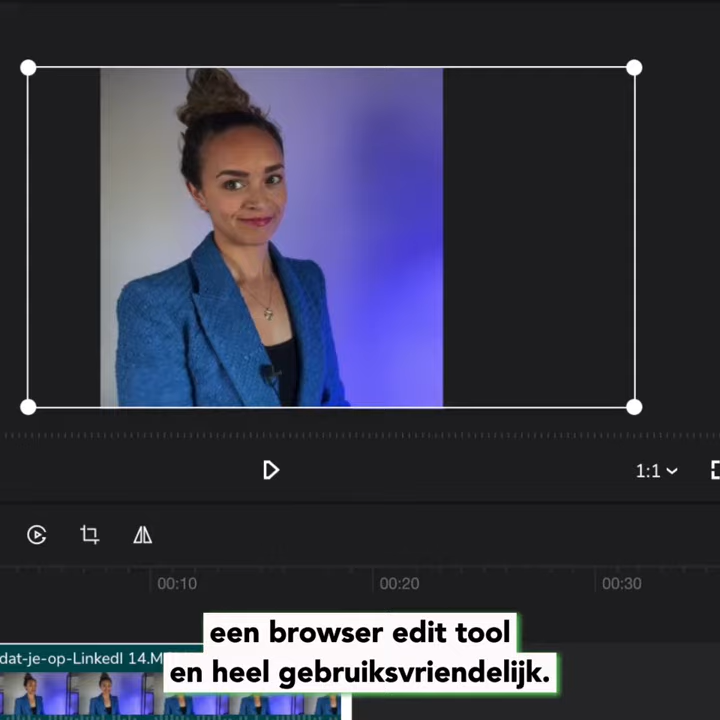 1:1
00:10 00:20 00:30
dat-je-op-LinkedI 14.M
een browser edit tool
en heel gebruiksvriendelijk.